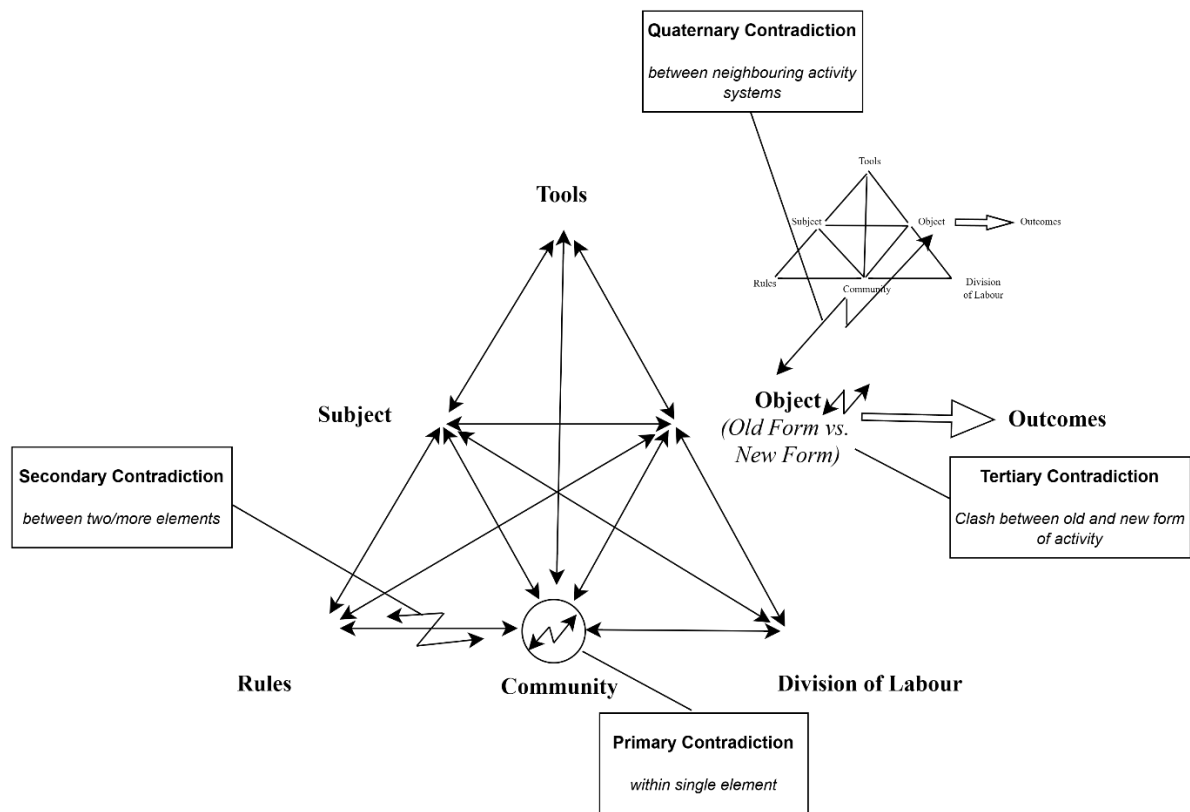 Quaternary Contradiction
between neighbouring activity
systems
Tools
Subject
Object
Outcomes
Rules
Community
Division
of Labour
Tools
Subject
Object
(Old Form vs.
New Form)
Outcomes
Secondary Contradiction
between two/more elements
Tertiary Contradiction
Clash between old and new form
of activity
Rules
Community
Division of Labour
Primary Contradiction
within single element